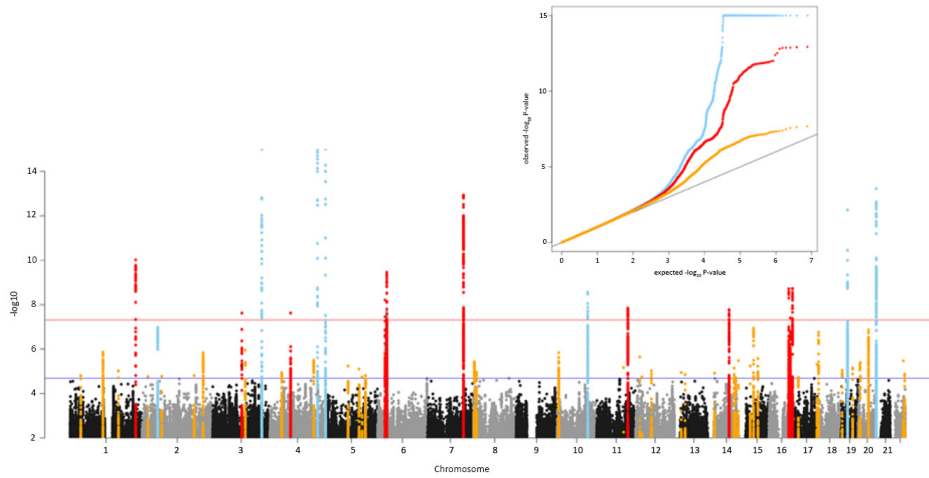 15
10
5
0
observed -log10 P-value
0 1 2 3 4 5 6 7
expected -log10 P-value
14
12
10
8
6
4
2
-log10
1 2 3 4 5 6 7 8 9 10 11 12 13 14 15 16 17 18 19 20 21
Chromosome